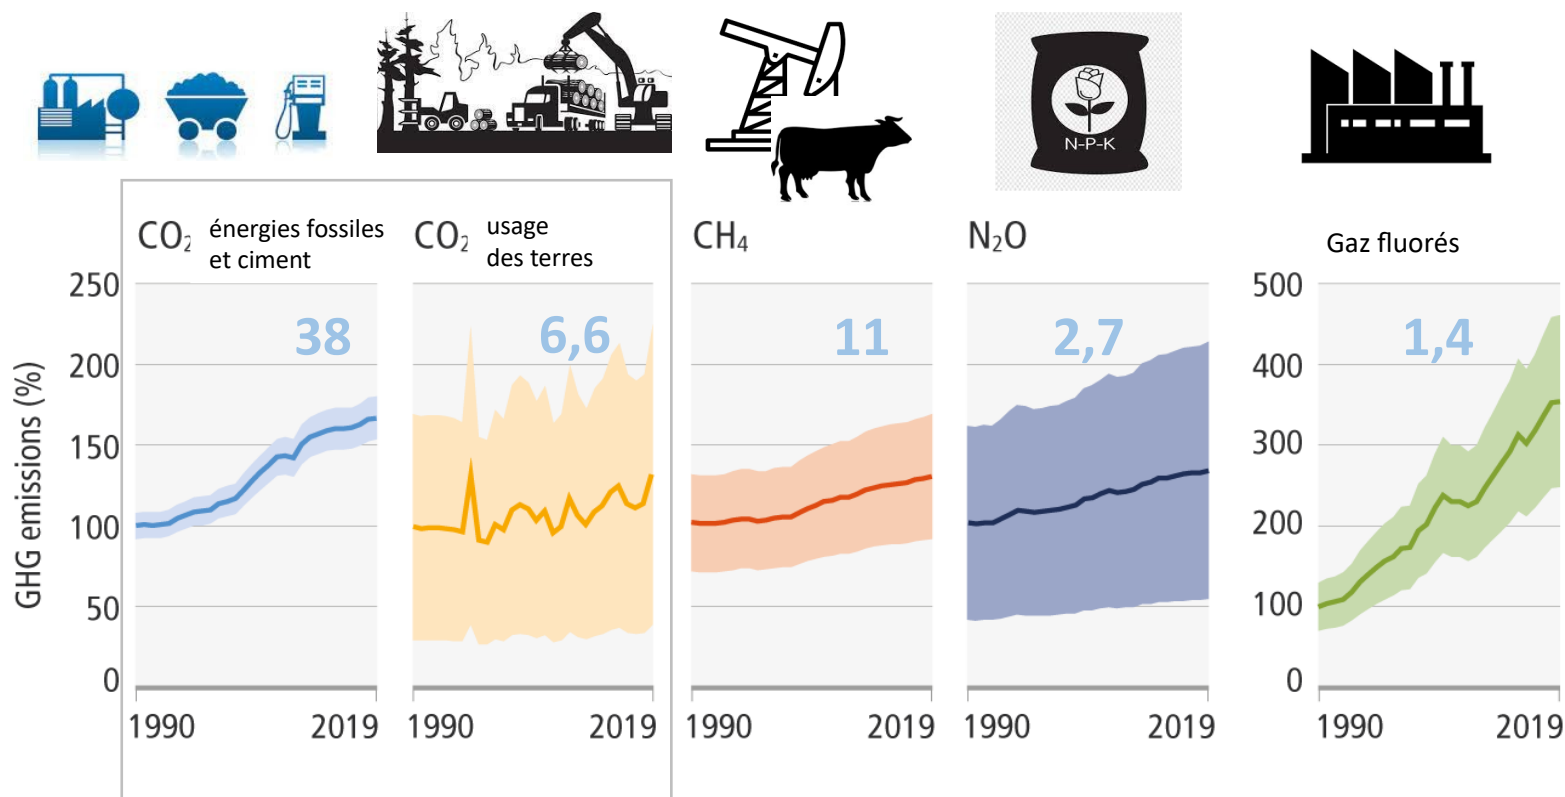 N-P-K
CO₂ énergies fossiles
et ciment
CO₂ usage
des terres
CH₄
N₂O
Gaz fluorés
GHG emissions (%)
250
200
150
100
50
0
500
400
300
200
100
0
38
6,6
11
2,7
1,4
1990 2019
1990 2019
1990 2019
1990 2019
1990 2019